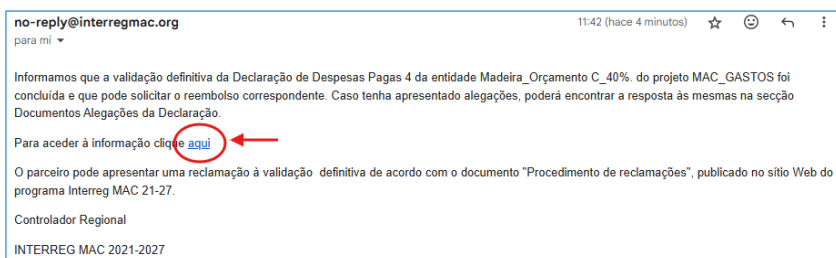 no-reply@interregmac.org
11:42 (hace 4 minutos)
para mí
Informamos que a validação definitiva da Declaração de Despesas Pagas 4 da entidade Madeira_Orçamento C_40%. do projeto MAC_GASTOS foi
concluída e que pode solicitar o reembolso correspondente. Caso tenha apresentado alegações, poderá encontrar a resposta às mesmas na secção
Documentos Alegações da Declaração.
Para aceder à informação clique aqui
O parceiro pode apresentar uma reclamação à validação definitiva de acordo com o documento "Procedimento de reclamações", publicado no sítio Web do
programa Interreg MAC 21-27.
Controlador Regional
INTERREG MAC 2021-2027